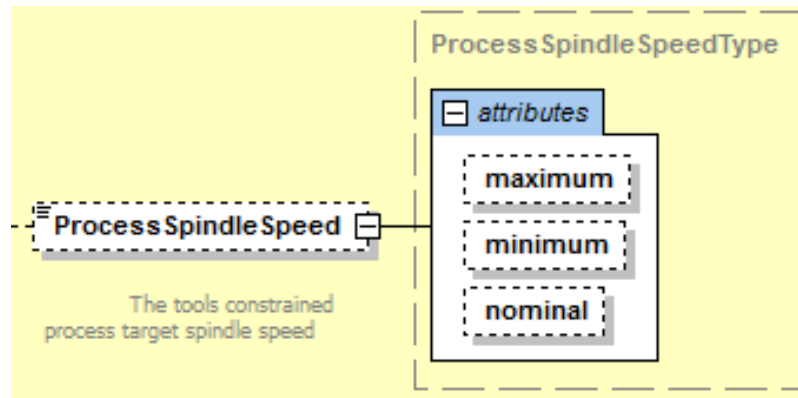 ProcessSpindleSpeedType
attributes
maximum
ProcessSpindleSpeed
minimum
nominal
The tools constrained
process target spindle speed